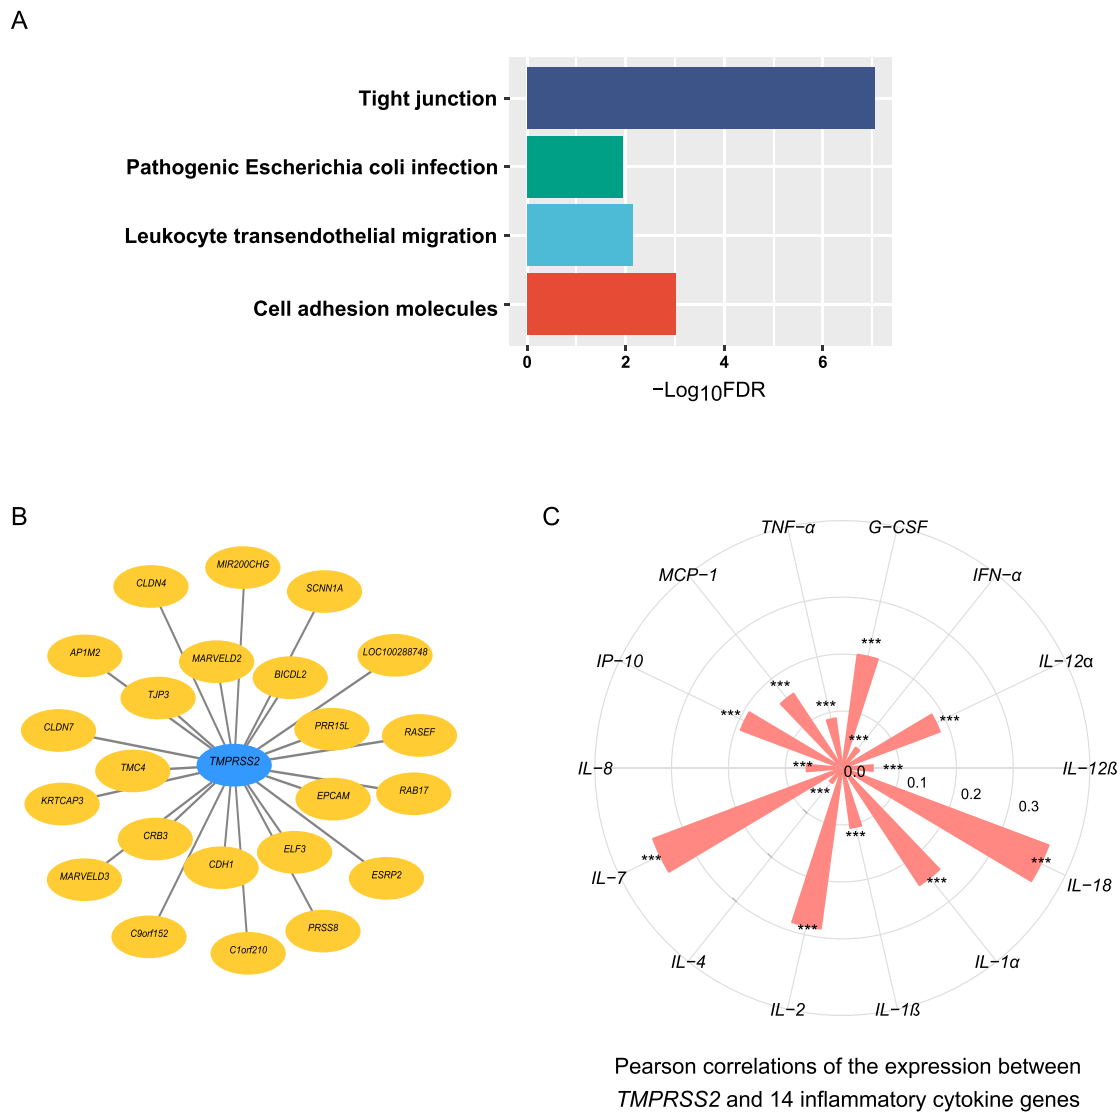 A
Tight junction
Pathogenic Escherichia coli infection
Leukocyte transendothelial migration
Cell adhesion molecules
0 2 4 6
−Log10FDR
B
MIR200CHG
CLDN4
SCNN1A
AP1M2
MARVELD2
LOC100288748
BICDL2
TJP3
CLDN7
PRR15L
RASEF
TMPRSS2
TMC4
KRTCAP3
EPCAM
RAB17
CRB3
ELF3
MARVELD3
CDH1
ESRP2
C9orf152
PRSS8
C1orf210
C
TNF−α
G−CSF
MCP−1
IFN−α
IP−10
IL−12α
IL−8
IL−12ß
IL−7
IL−18
IL−4
IL−1α
IL−2
IL−1ß
***
***
***
***
***
***
***
***
***
***
***
***
***
***
0.0
0.1
0.2
0.3
Pearson correlations of the expression between
TMPRSS2 and 14 inflammatory cytokine genes